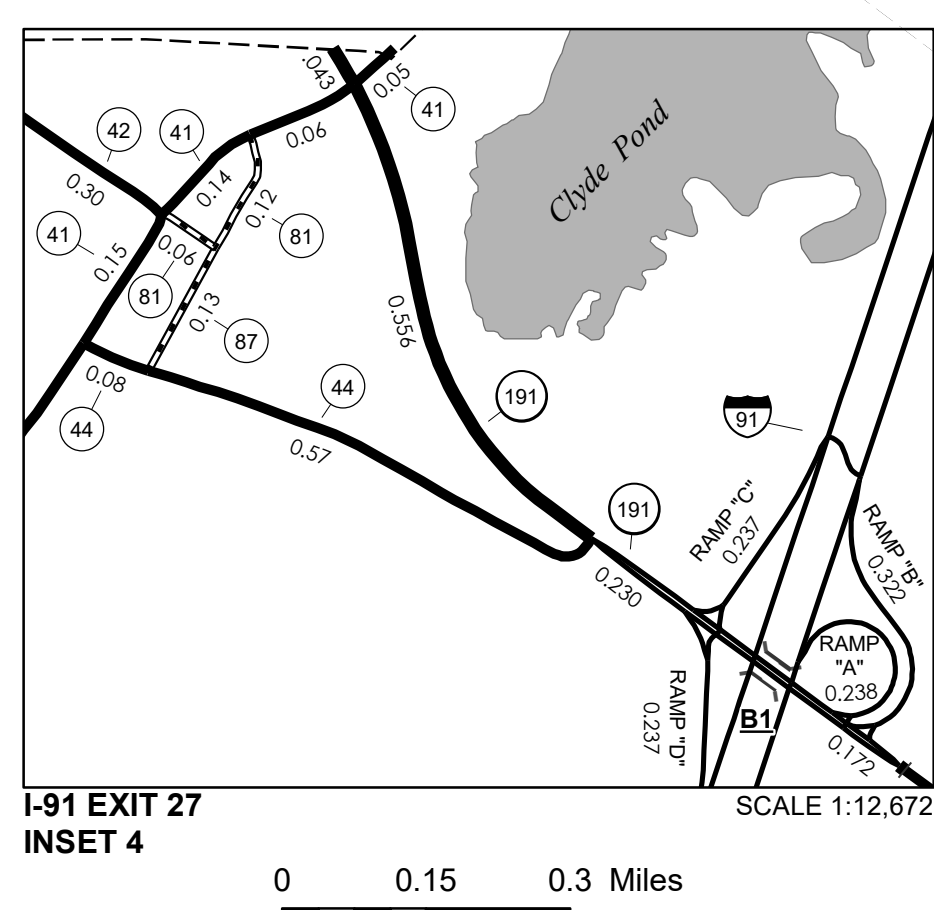 .043
0.05
41
0.06
42
41
0.30
0.14
0.12
81
41
0.15
0.06
81
0.13
87
0.08
44
44
0.57
0.556
191
Clyde Pond
91
191
0.230
RAMP "C"
0.237
RAMP "B"
0.322
RAMP
"A"
0.238
RAMP "D"
0.237
B1
0.172
I-91 EXIT 27
INSET 4
SCALE 1:12,672
0 0.15 0.3 Miles